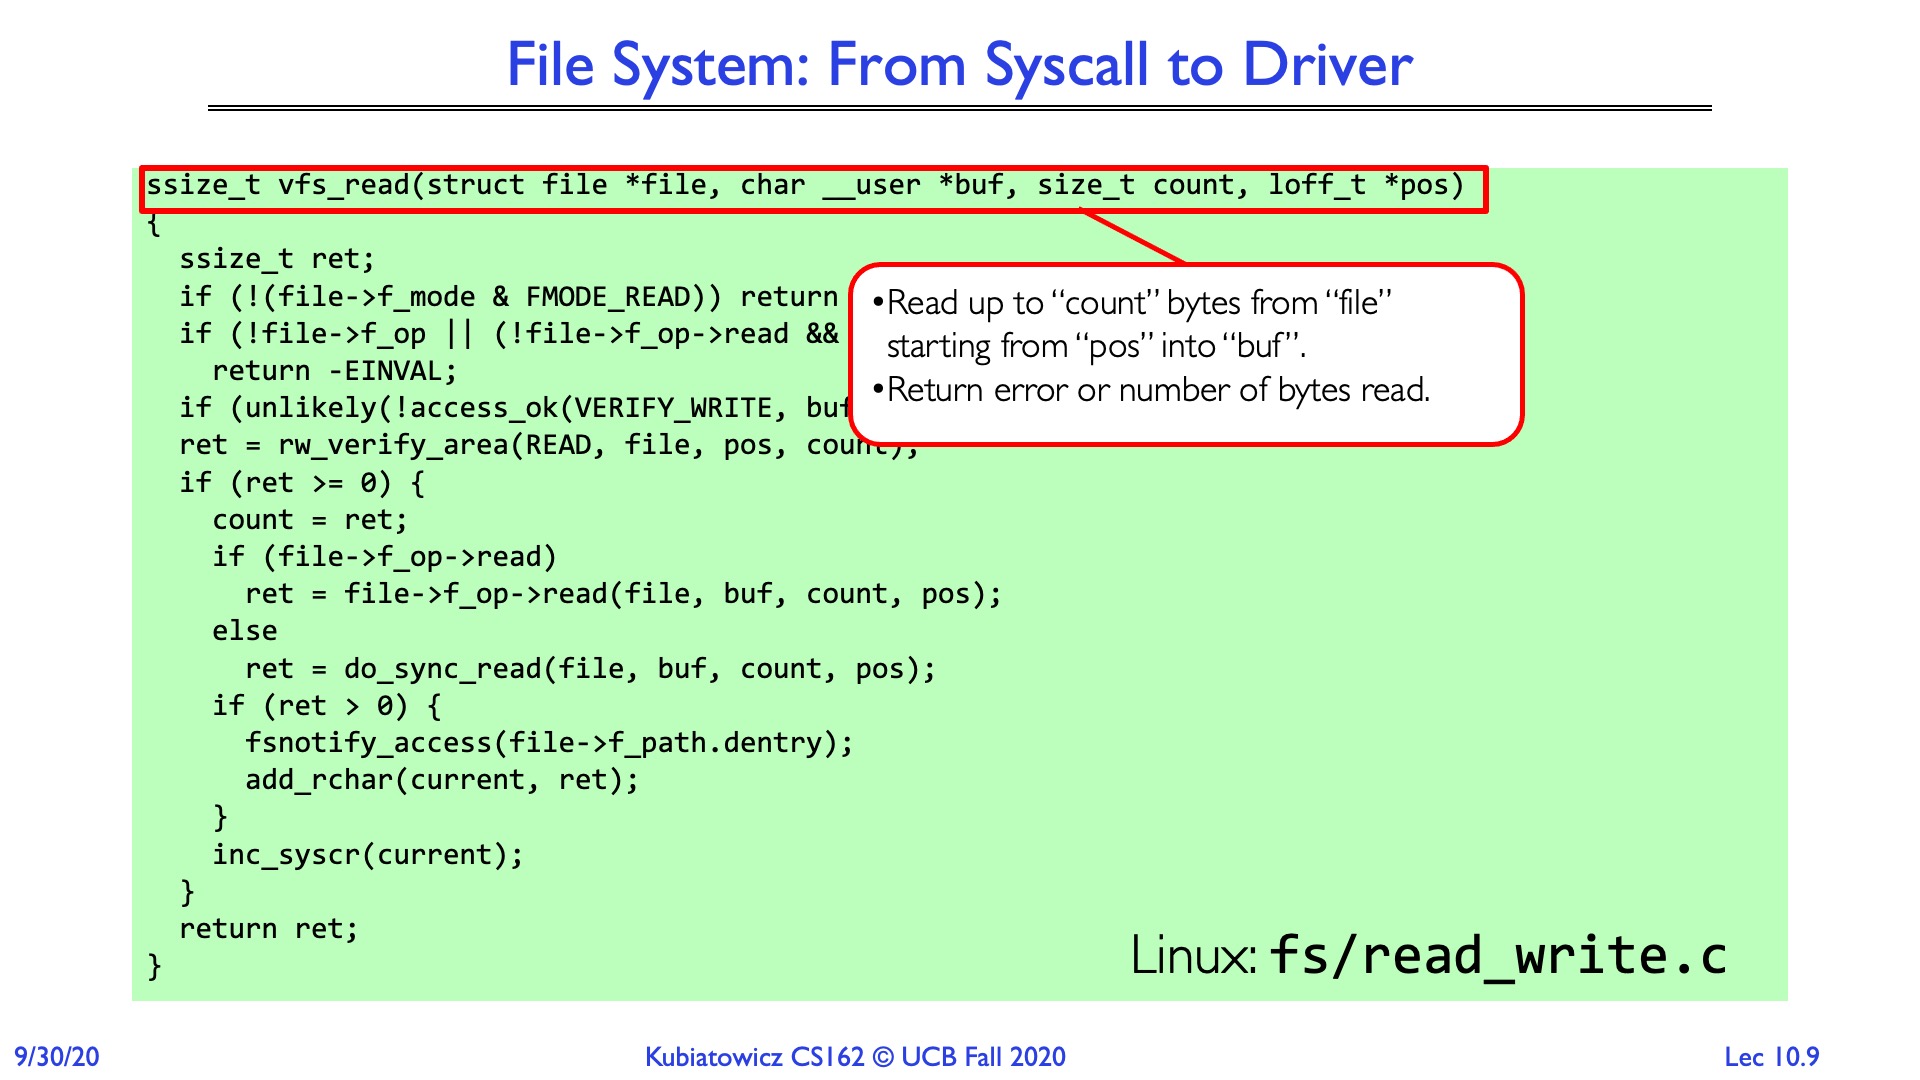 File System: From Syscall to Driver
ssize_t vfs_read(struct file *file, char __user *buf, size_t count, loff_t *pos)
{
  ssize_t ret;
  if (!(file->f_mode & FMODE_READ)) return
  if (!file->f_op || (!file->f_op->read &&
    return -EINVAL;
  if (unlikely(!access_ok(VERIFY_WRITE, buf
  ret = rw_verify_area(READ, file, pos, count);
  if (ret >= 0) {
    count = ret;
    if (file->f_op->read)
      ret = file->f_op->read(file, buf, count, pos);
    else
      ret = do_sync_read(file, buf, count, pos);
    if (ret > 0) {
      fsnotify_access(file->f_path.dentry);
      add_rchar(current, ret);
    }
    inc_syscr(current);
  }
  return ret;
}
•Read up to “count” bytes from “file”
starting from “pos” into “buf”.
•Return error or number of bytes read.
Linux: fs/read_write.c
9/30/20
Kubiatowicz CS162 © UCB Fall 2020
Lec 10.9